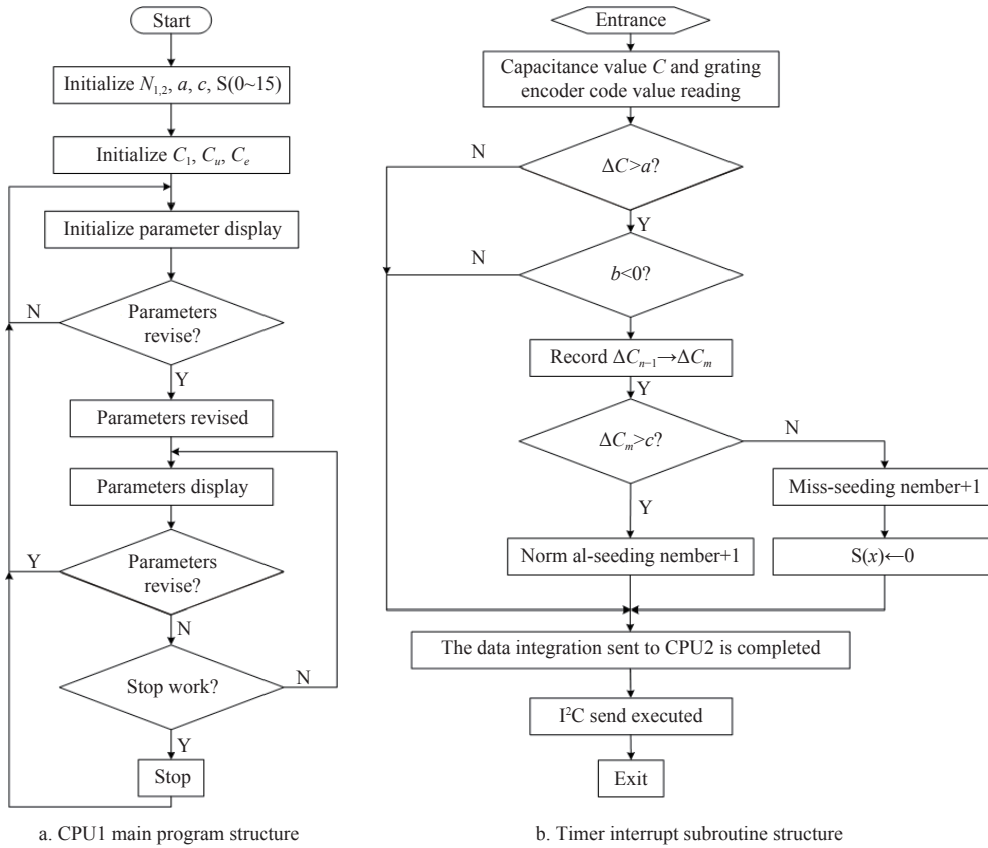 Start
Initialize N₁,₂, a, c, S(0~15)
Initialize C₁, Cᵤ, Cₑ
Initialize parameter display
N
Parameters
revise?
Y
Parameters revised
Parameters display
Y
Parameters
revise?
N
Stop work?
N
Y
Stop
a. CPU1 main program structure
Entrance
Capacitance value C and grating
encoder code value reading
N
ΔC>a?
Y
N
b<0?
Record ΔCₙ₋₁→ΔCₘ
Y
ΔCₘ>c?
N
Y
Miss-seeding nember+1
Norm al-seeding nember+1
S(x)←0
The data integration sent to CPU2 is completed
I²C send executed
Exit
b. Timer interrupt subroutine structure